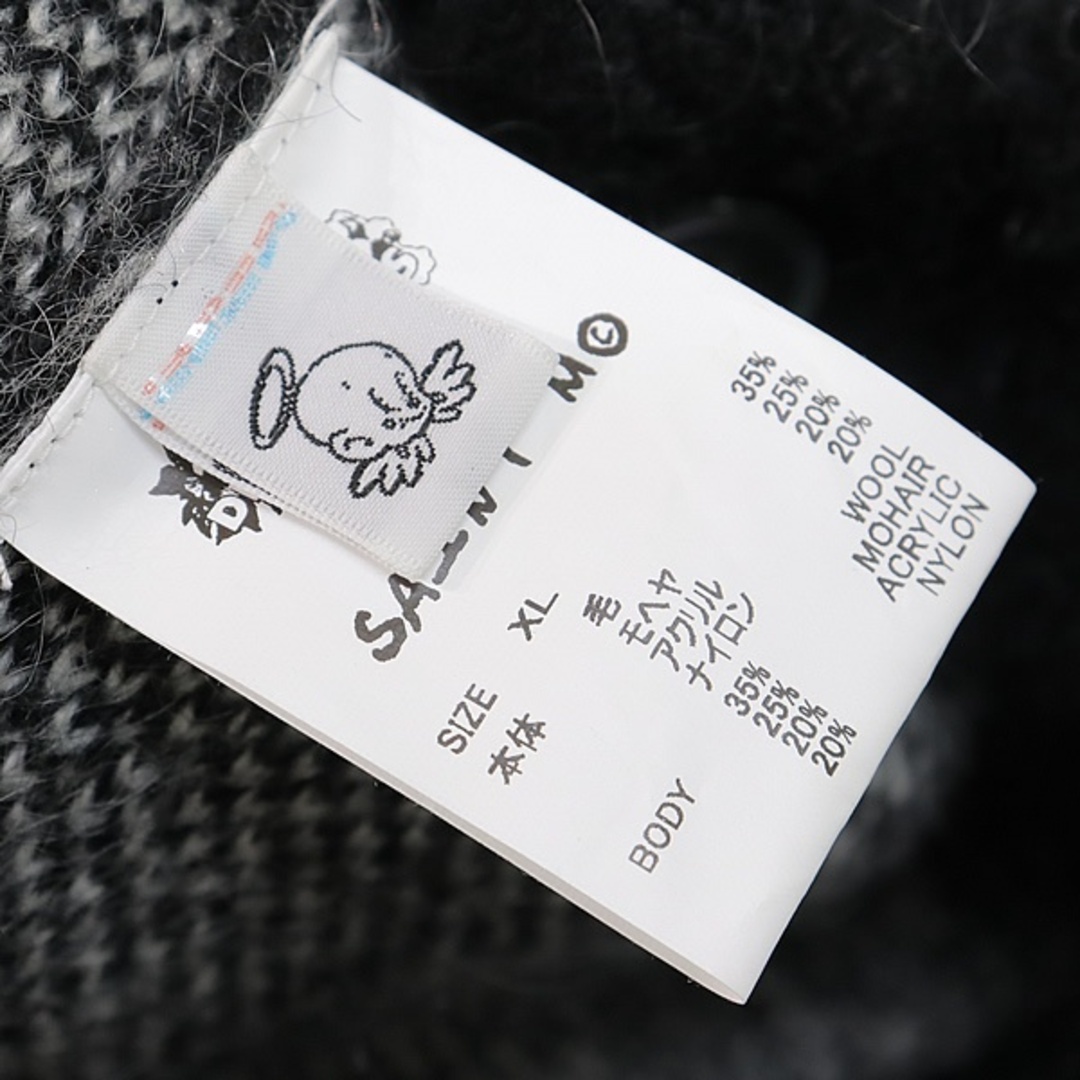 SAINT M©
SIZE XL
本体 毛 35%
モヘヤ 25%
アクリル 20%
ナイロン 20%
BODY 35% WOOL
25% MOHAIR
20% ACRYLIC
20% NYLON